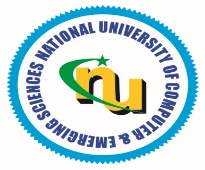 NATIONAL UNIVERSITY OF COMPUTER & EMERGING SCIENCES
nu